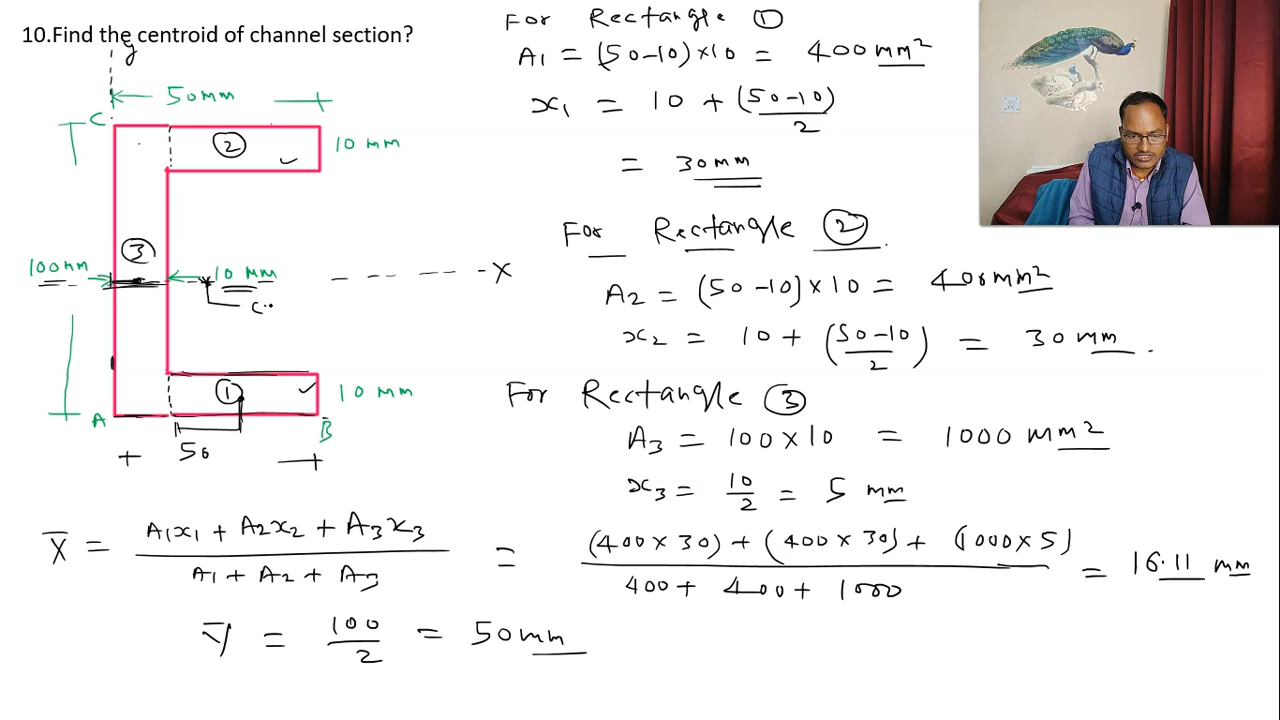 10.Find the centroid of channel section?
y
50mm
C
2
10 mm
3
100mm
10 mm
X
C..
1
10 mm
A
B
50
For Rectangle 1
A1 = (50-10)×10 = 400mm²
x1 = 10 + (50-10)/2
= 30mm
For Rectangle 2
A2 = (50-10)×10 = 400mm²
x2 = 10 + (50-10/2) = 30mm.
For Rectangle 3
A3 = 100×10 = 1000 mm²
x3 = 10/2 = 5 mm
X̄ = A1x1 + A2x2 + A3x3 / A1 + A2 + A3 = (400×30) + (400×30) + (1000×5) / 400 + 400 + 1000 = 16.11 mm
Ȳ = 100/2 = 50mm